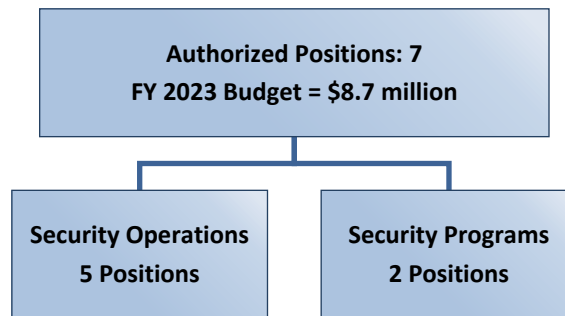 Authorized Positions: 7
FY 2023 Budget = $8.7 million
Security Operations
5 Positions
Security Programs
2 Positions